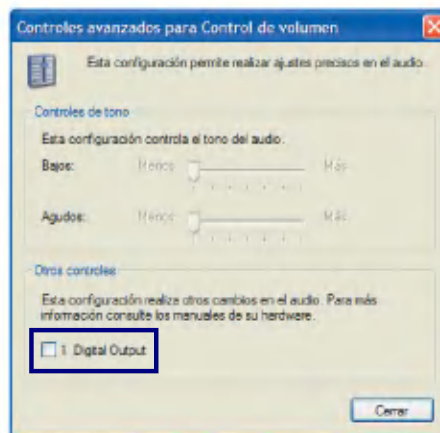 Controles avanzados para Control de volumen
Esta configuración permite realizar ajustes precisos en el audio.
Controles de tono
Esta configuración controla el tono del audio.
Bajos: Menos Más
Agudos: Menos Más
Otros controles
Esta configuración realiza otros cambios en el audio. Para más
información consulte los manuales de su hardware.
1 Digital Output
Cerrar